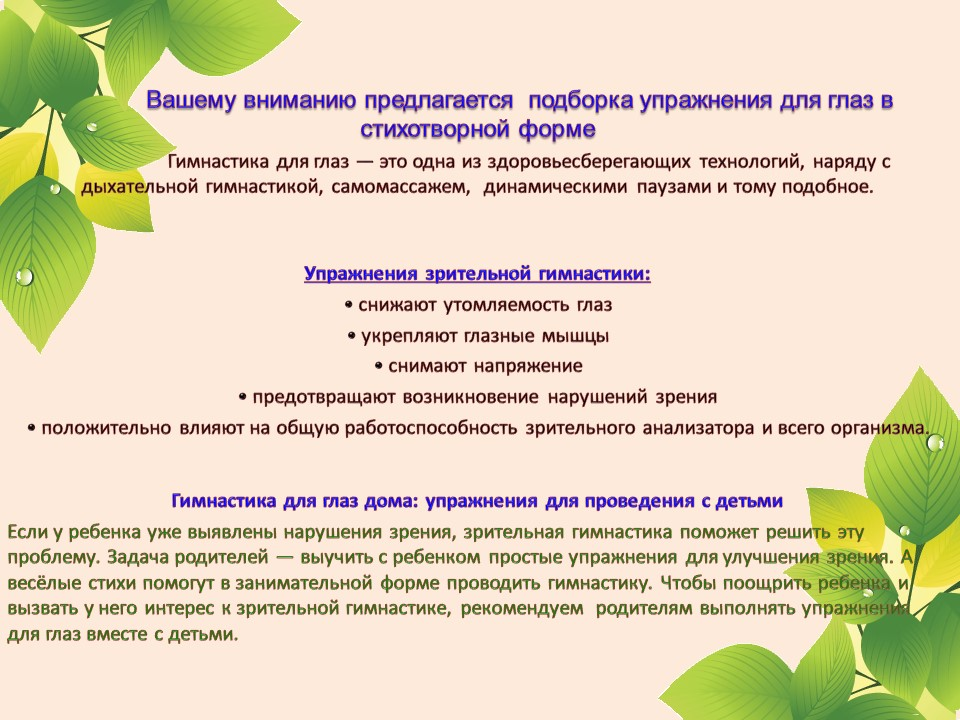 Вашему вниманию предлагается подборка упражнения для глаз в
стихотворной форме
Гимнастика для глаз — это одна из здоровьесберегающих технологий, наряду с
дыхательной гимнастикой, самомассажем, динамическими паузами и тому подобное.
Упражнения зрительной гимнастики:
• снижают утомляемость глаз
• укрепляют глазные мышцы
• снимают напряжение
• предотвращают возникновение нарушений зрения
• положительно влияют на общую работоспособность зрительного анализатора и всего организма.
Гимнастика для глаз дома: упражнения для проведения с детьми
Если у ребенка уже выявлены нарушения зрения, зрительная гимнастика поможет решить эту
проблему. Задача родителей — выучить с ребенком простые упражнения для улучшения зрения. А
весёлые стихи помогут в занимательной форме проводить гимнастику. Чтобы поощрить ребенка и
вызвать у него интерес к зрительной гимнастике, рекомендуем родителям выполнять упражнения
для глаз вместе с детьми.